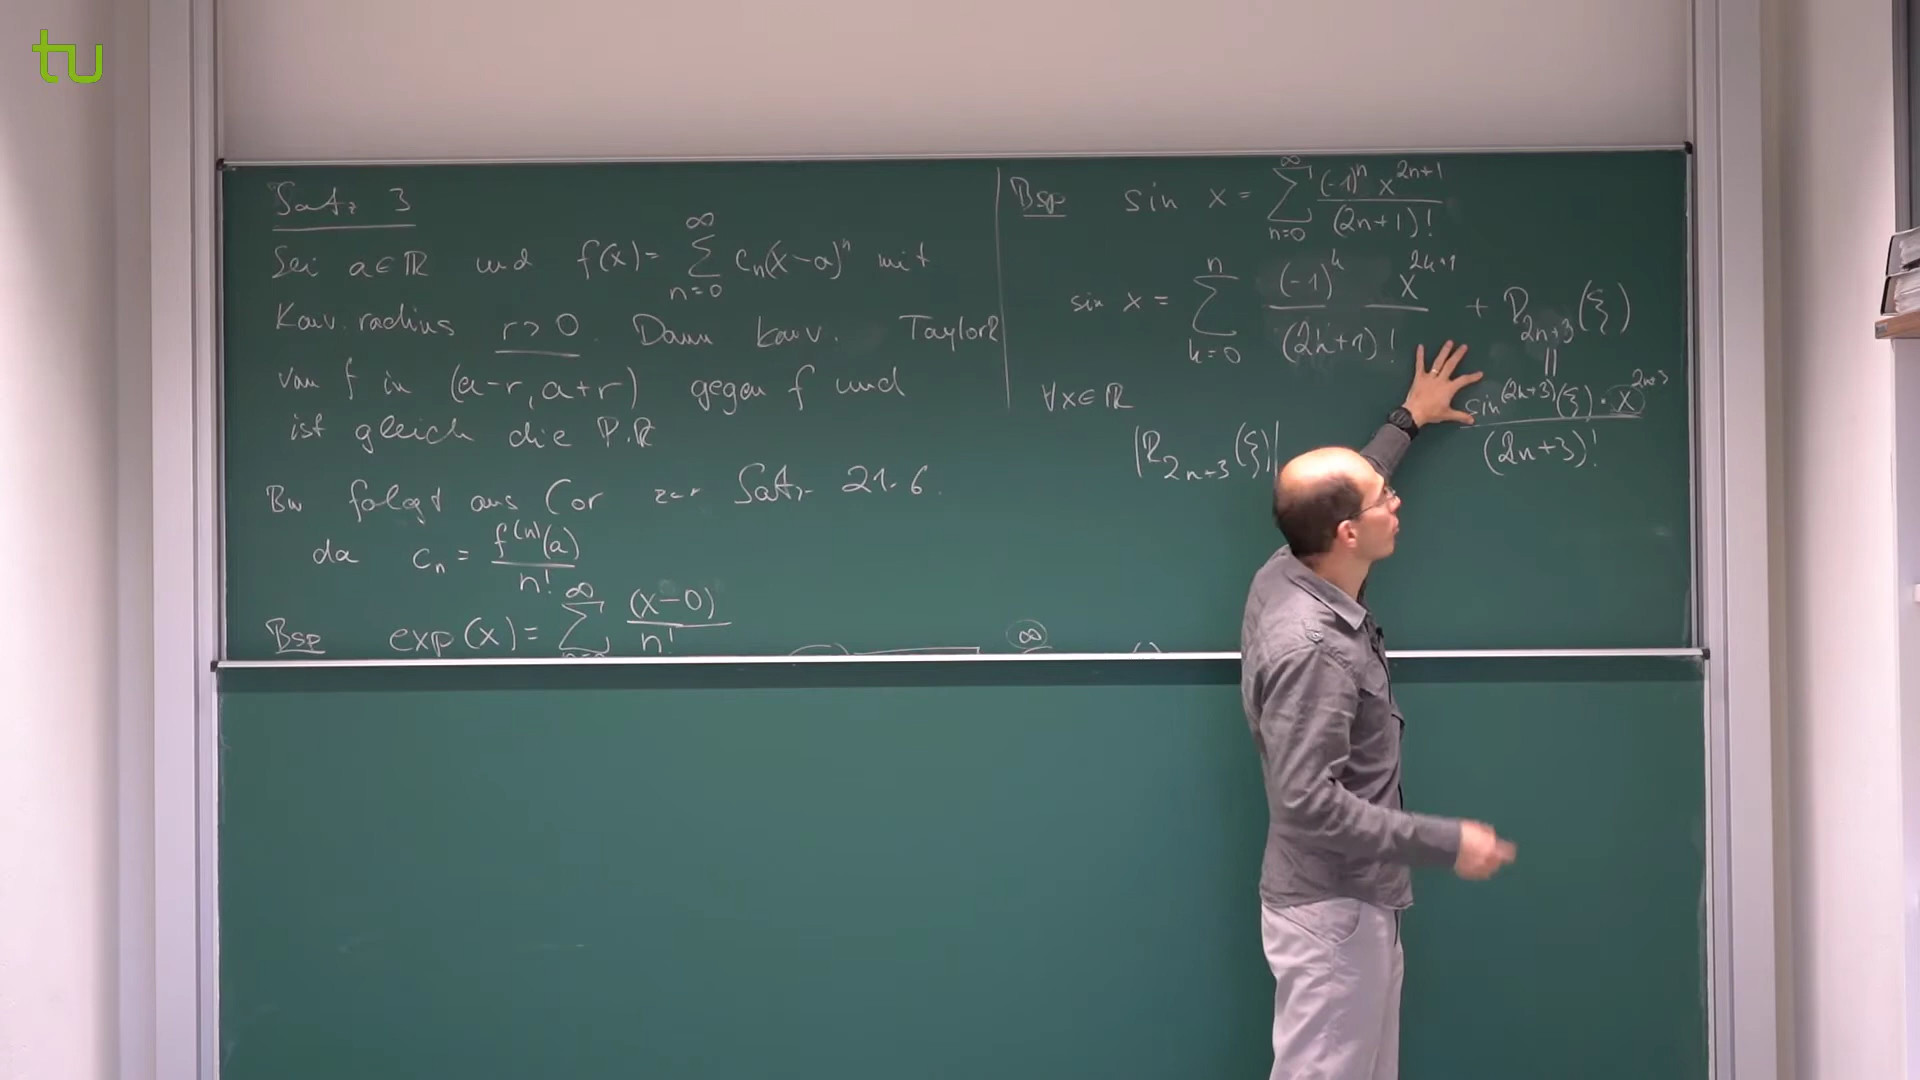 tu
Satz 3
Sei a∈ℝ und f(x) = ∑_{n=0}^{∞} c_n(x-a)^n mit
Konv. radius r>0. Dann konv. TaylorR
von f in (a-r, a+r) gegen f und
ist gleich die P.R
Bw folgt aus Cor zur Satz 21.6.
da c_n = f^{(n)}(a) / n!
Bsp exp(x) = ∑_{n=0}^{∞} (x-0) / n!
Bsp sin x = ∑_{n=0}^{∞} (-1)^n x^{2n+1} / (2n+1)!
sin x = ∑_{k=0}^{n} (-1)^k / (2k+1)! x^{2k+1} + R_{2n+3}(ξ)
∀x∈ℝ
= sin^{(2n+3)}(ξ) · x^{2n+3} / (2n+3)!
|R_{2n+3}(ξ)|
∞